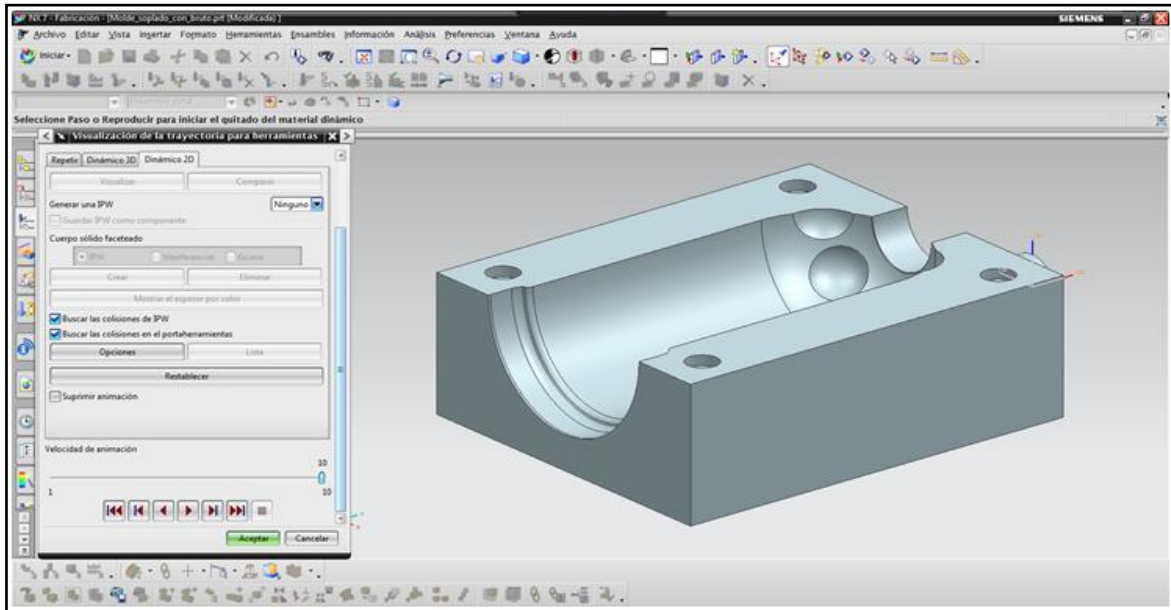 NX 7 - Fabricación - [Molde_soplado_con_bruto.prt (Modificada) ]
SIEMENS
Archivo Editar Vista Insertar Formato Herramientas Ensambles Información Análisis Preferencias Ventana Ayuda
Iniciar
Seleccione Paso o Reproducir para iniciar el quitado del material dinámico
Visualización de la trayectoria para herramientas
Repetir Dinámico 3D Dinámico 2D
Visualizar Comparar
Generar una IPW Ninguno
Guardar IPW como componente
Cuerpo sólido faceteado
IPW Interferencias Exceso
Crear Eliminar
Mostrar el espesor por color
Buscar las colisiones de IPW
Buscar las colisiones en el portaherramientas
Opciones Lista
Restablecer
Suprimir animación
Velocidad de animación
10
1 10
Aceptar Cancelar